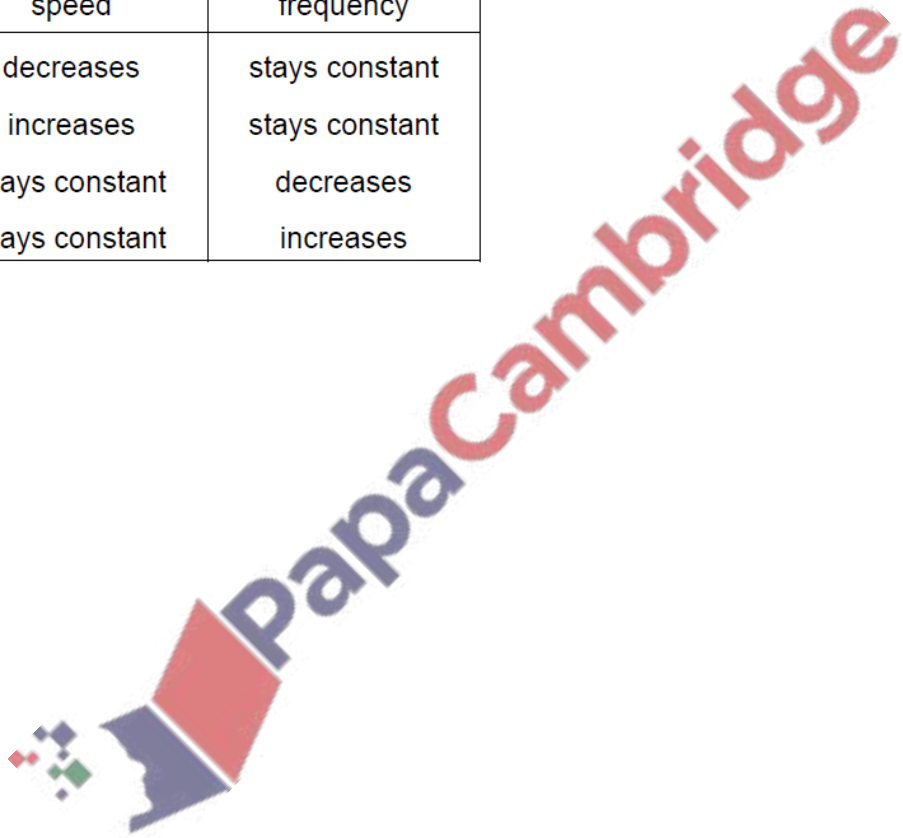 speed frequency
decreases stays constant
increases stays constant
ays constant decreases
ays constant increases
PapaCambridge